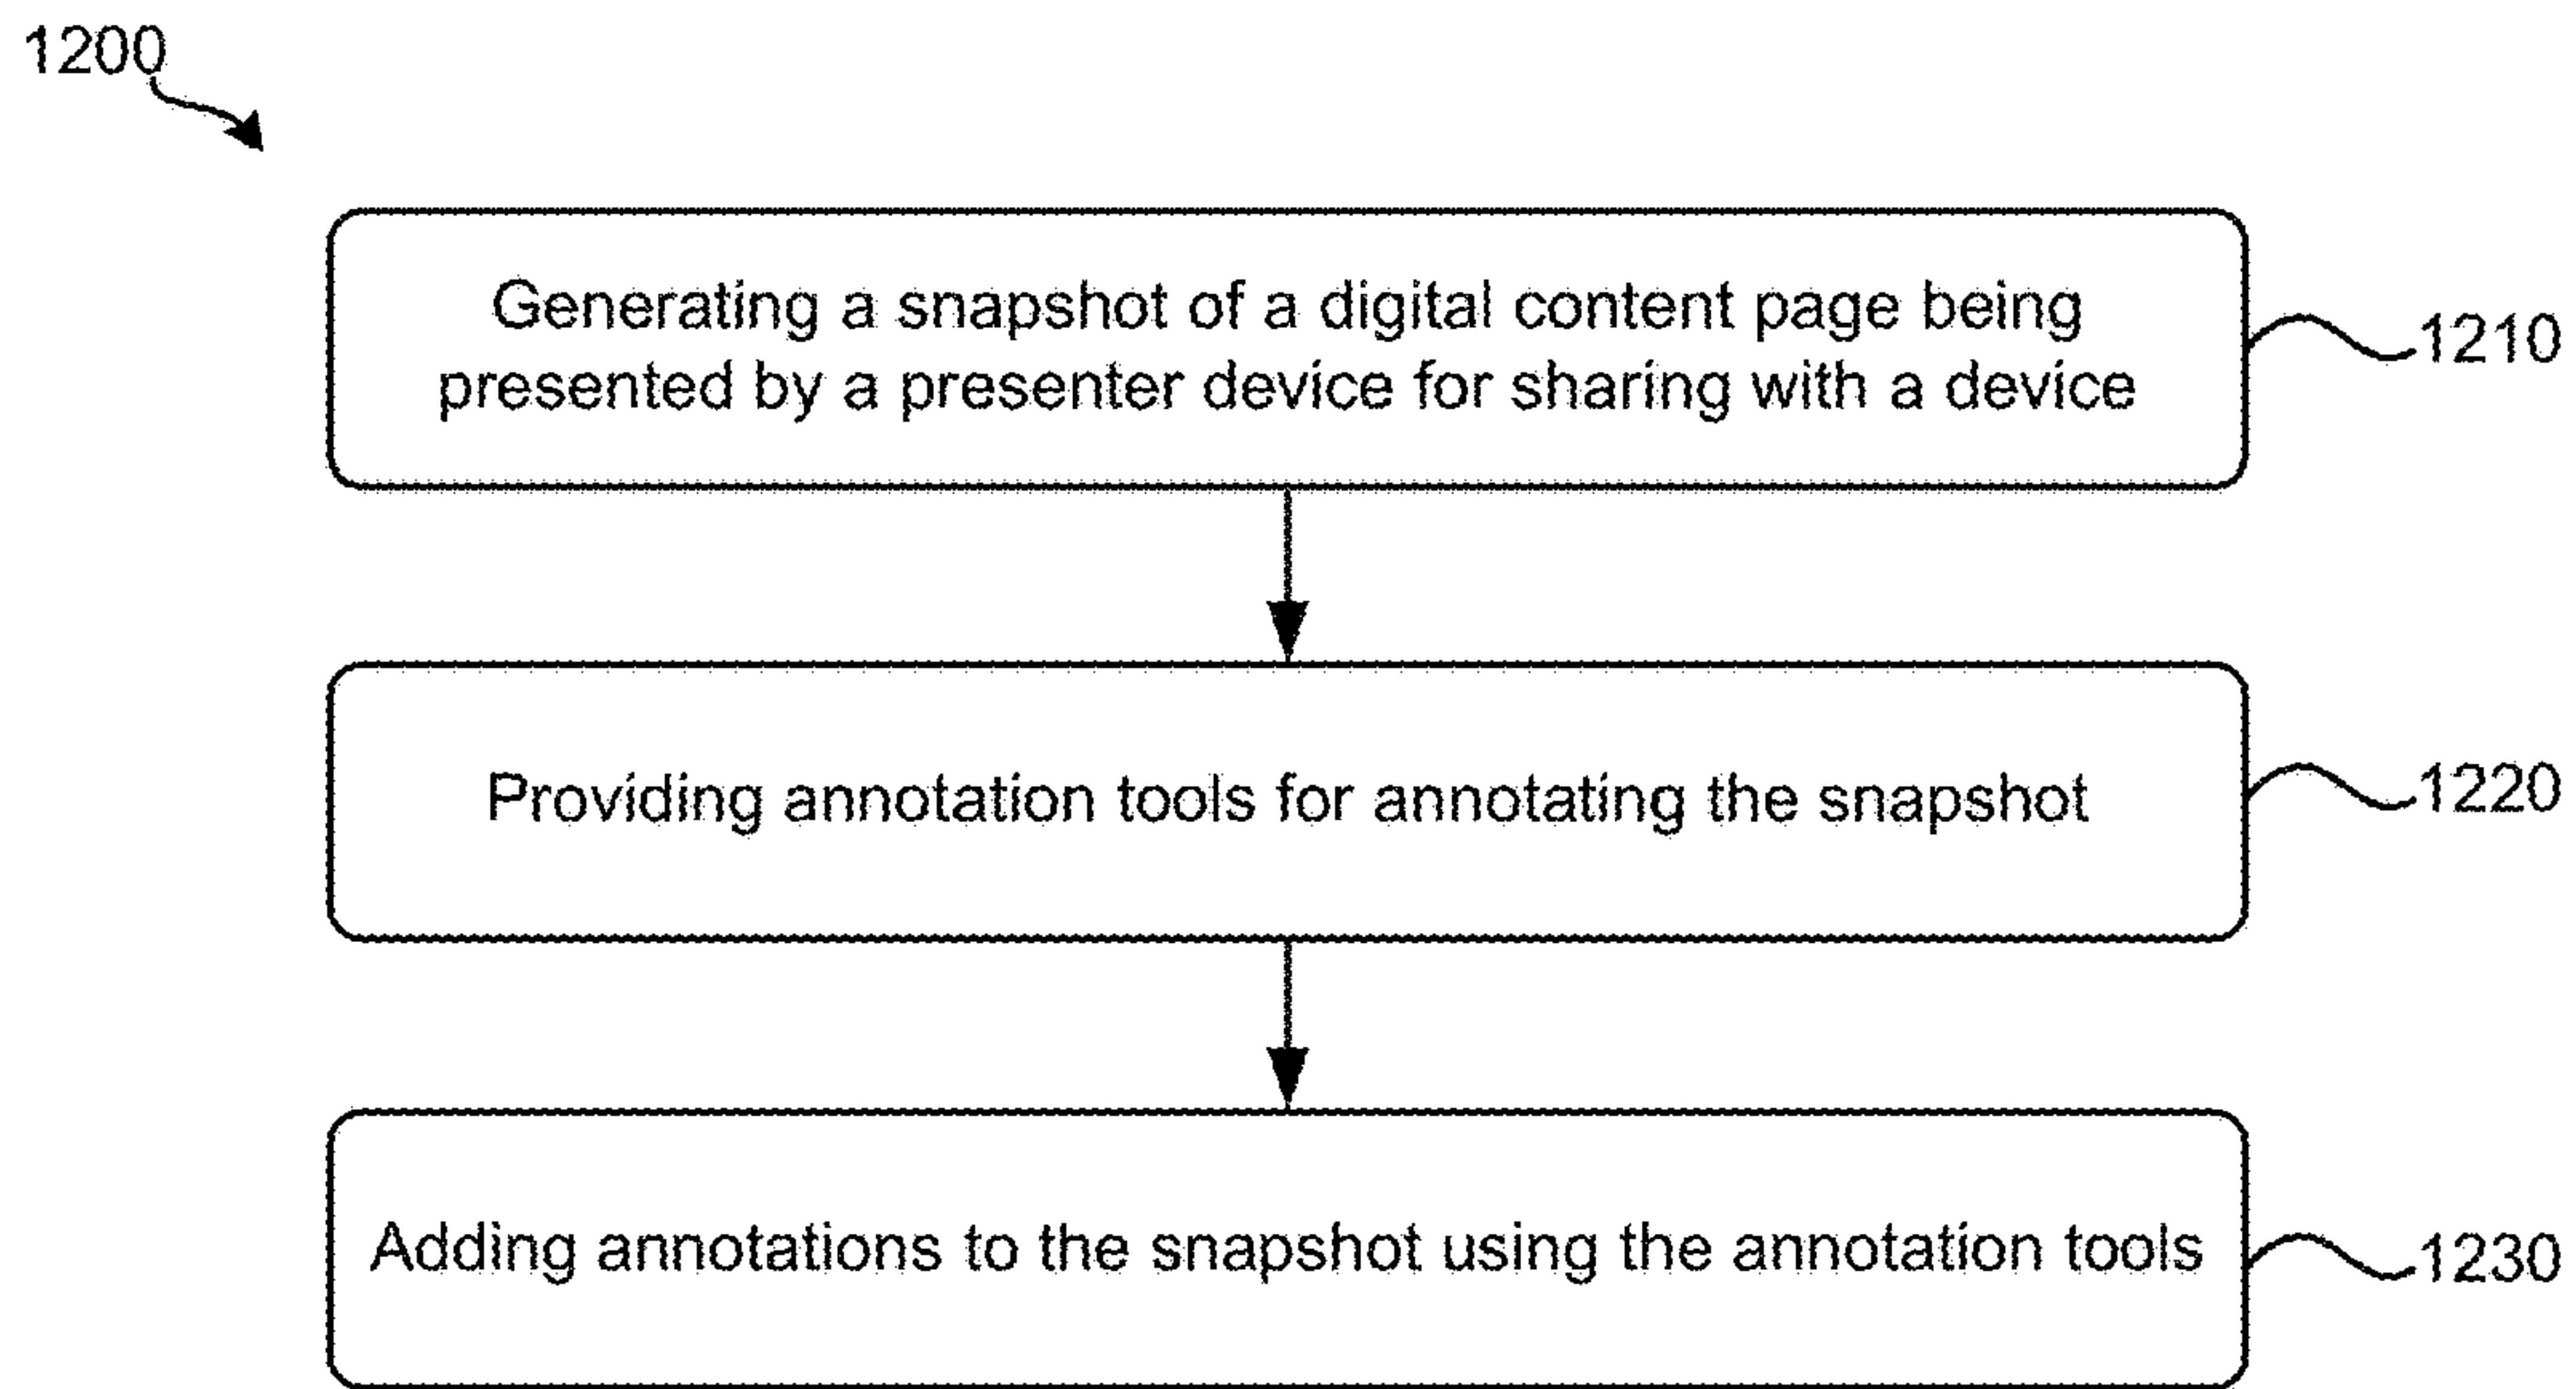 1200
Generating a snapshot of a digital content page being
presented by a presenter device for sharing with a device
1210
Providing annotation tools for annotating the snapshot
1220
Adding annotations to the snapshot using the annotation tools
1230